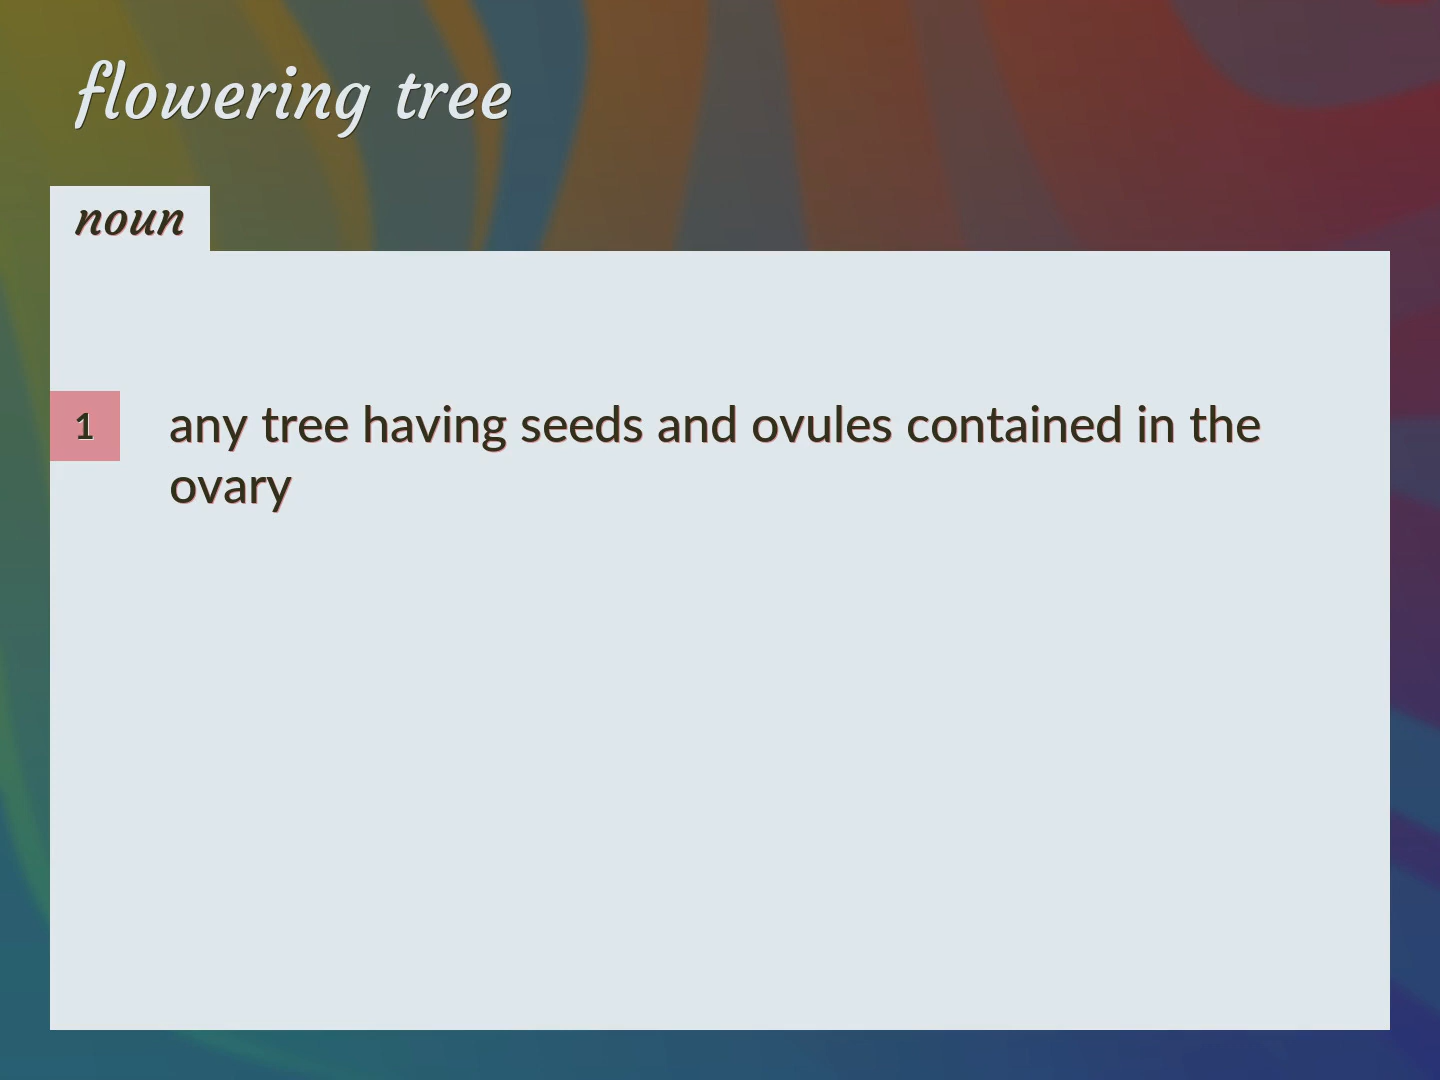 flowering tree
noun
1
any tree having seeds and ovules contained in the
ovary